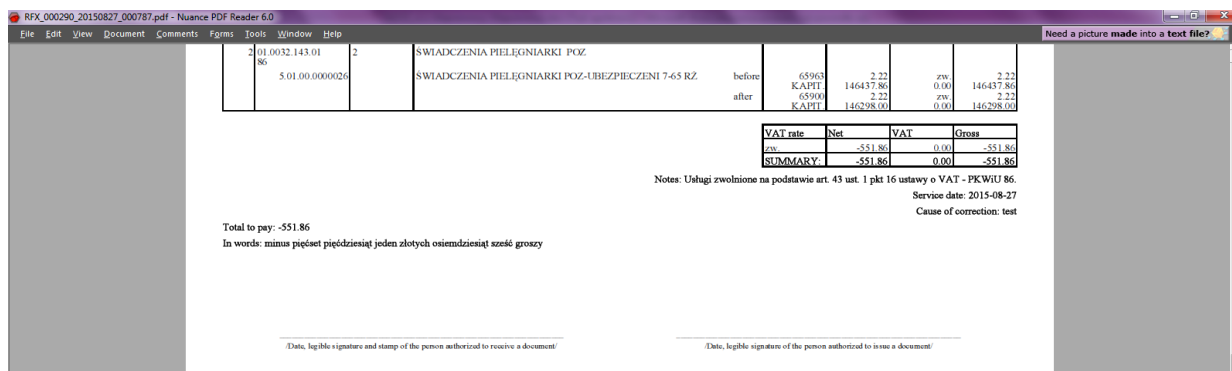 RFX_000290_20150827_000787.pdf - Nuance PDF Reader 6.0
File Edit View Document Comments Forms Tools Window Help
Need a picture made into a text file?
2 01.0032.143.01 2 ŚWIADCZENIA PIELĘGNIARKI POZ
86
5.01.00.0000026 ŚWIADCZENIA PIELĘGNIARKI POZ-UBEZPIECZENI 7-65 RŻ before 65963 2.22 zw. 2.22
KAPIT. 146437.86 0.00 146437.86
after 65900 2.22 zw. 2.22
KAPIT. 146298.00 0.00 146298.00
VAT rate Net VAT Gross
zw. -551.86 0.00 -551.86
SUMMARY: -551.86 0.00 -551.86
Notes: Usługi zwolnione na podstawie art. 43 ust. 1 pkt 16 ustawy o VAT - PKWiU 86.
Service date: 2015-08-27
Cause of correction: test
Total to pay: -551.86
In words: minus pięćset pięćdziesiąt jeden złotych osiemdziesiąt sześć groszy
/Date, legible signature and stamp of the person authorized to receive a document/
/Date, legible signature of the person authorized to issue a document/